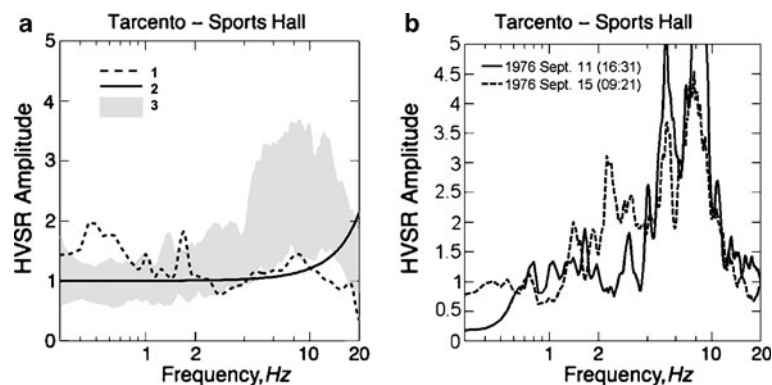 a
Tarcento – Sports Hall
5
4
3
2
1
0
1
2
3
HVSR Amplitude
1
2
10
20
Frequency, Hz
b
Tarcento – Sports Hall
5
4.5
4
3.5
3
2.5
2
1.5
1
0.5
0
1976 Sept. 11 (16:31)
1976 Sept. 15 (09:21)
HVSR Amplitude
1
2
10
20
Frequency, Hz